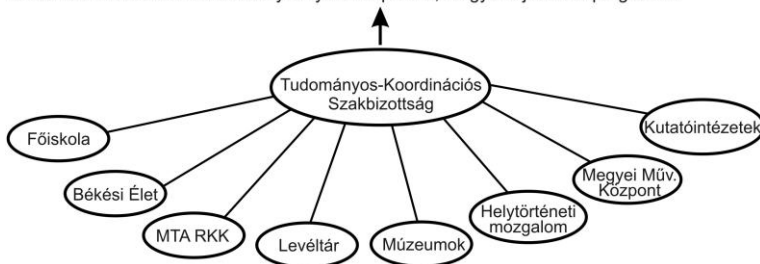 Tudományos-Koordinációs
Szakbizottság
Főiskola
Kutatóintézetek
Békési Élet
Megyei Műv.
Központ
MTA RKK
Helytörténeti
mozgalom
Levéltár
Múzeumok